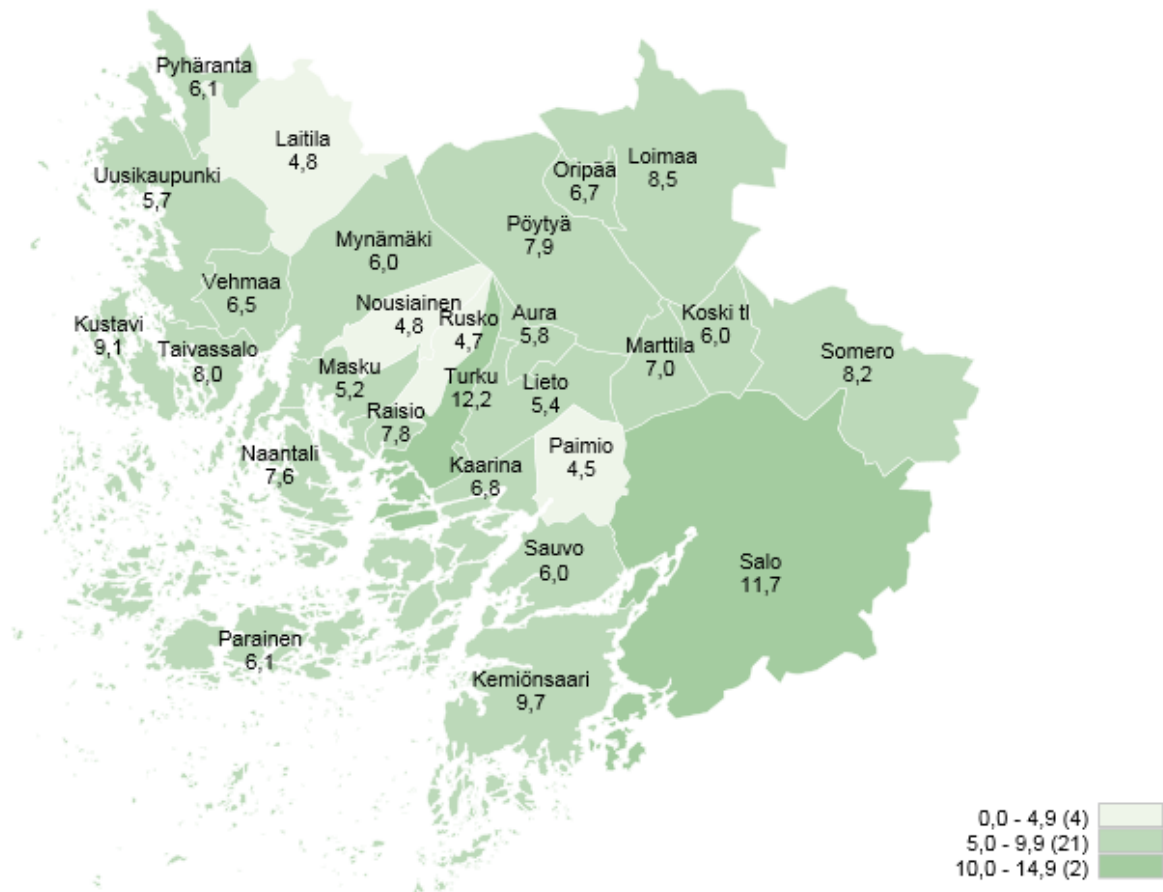 Pyhäranta
6,1
Laitila
4,8
Oripää
6,7
Loimaa
8,5
Uusikaupunki
5,7
Pöytyä
7,9
Mynämäki
6,0
Vehmaa
6,5
Nousiainen
4,8
Rusko
4,7
Aura
5,8
Koski tl
6,0
Kustavi
9,1
Taivassalo
8,0
Marttila
7,0
Somero
8,2
Masku
5,2
Turku
12,2
Lieto
5,4
Raisio
7,8
Naantali
7,6
Kaarina
6,8
Paimio
4,5
Sauvo
6,0
Salo
11,7
Parainen
6,1
Kemiönsaari
9,7
0,0 - 4,9 (4)
5,0 - 9,9 (21)
10,0 - 14,9 (2)